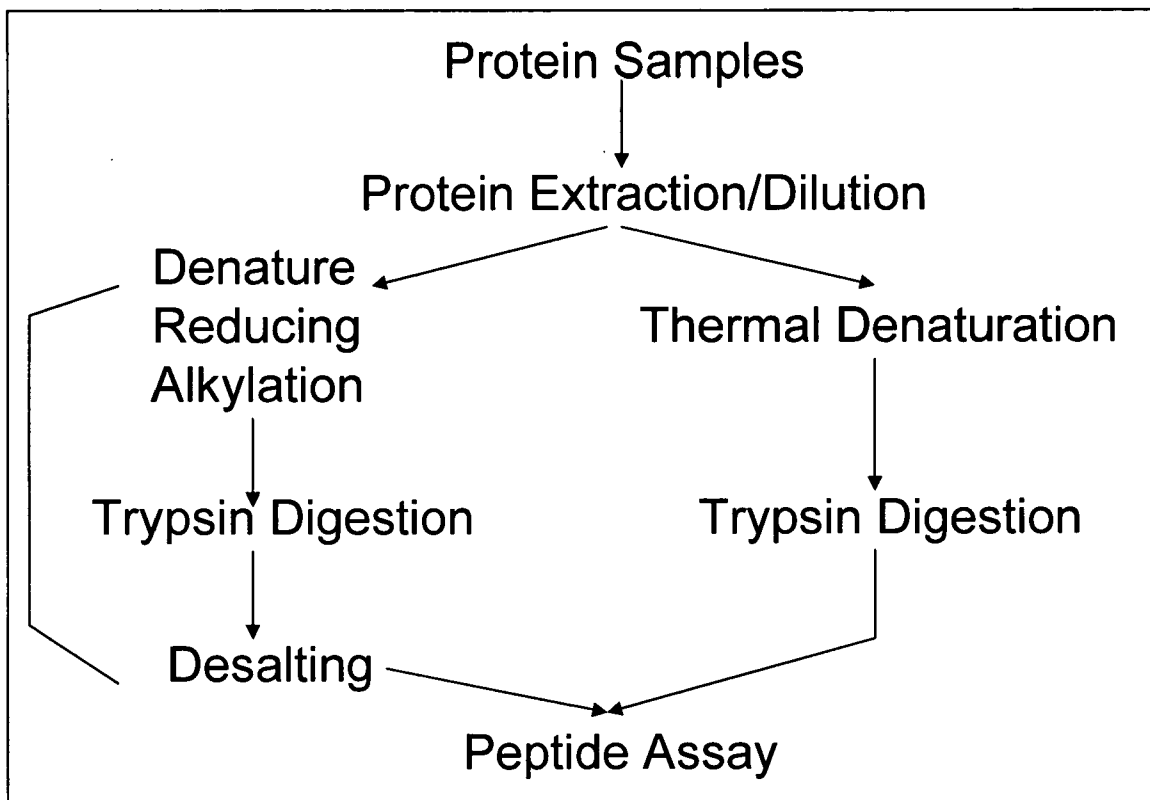 Protein Samples
Protein Extraction/Dilution
Denature
Reducing
Alkylation
Thermal Denaturation
Trypsin Digestion
Trypsin Digestion
Desalting
Peptide Assay